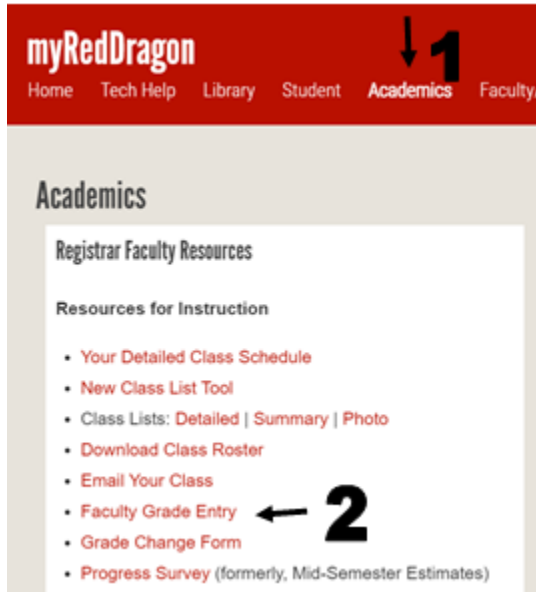 myRedDragon
1
Home Tech Help Library Student Academics Faculty/
Academics
Registrar Faculty Resources
Resources for Instruction
• Your Detailed Class Schedule
• New Class List Tool
• Class Lists: Detailed | Summary | Photo
• Download Class Roster
• Email Your Class
• Faculty Grade Entry 2
• Grade Change Form
• Progress Survey (formerly, Mid-Semester Estimates)